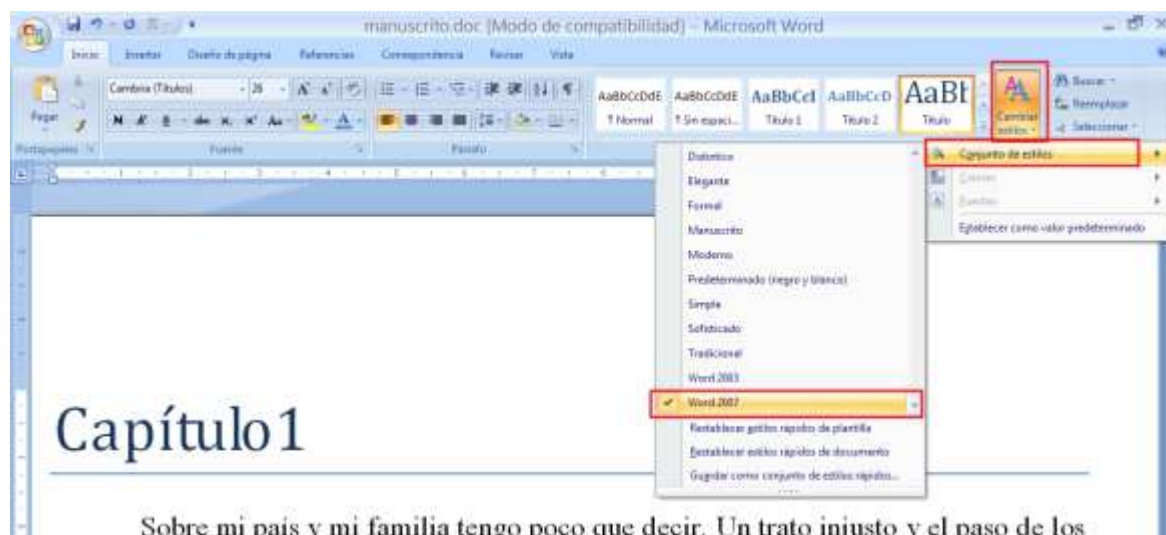 manuscrito.doc [Modo de compatibilidad] - Microsoft Word
Inicio Insertar Diseño de página Referencias Correspondencia Revisar Vista
Pegar
Cambria (Títulos) 26
N K S abe
AaBbCcDdE AaBbCcDdE AaBbCcI AaBbCcD AaBb
¶ Normal ¶ Sin espaci... Título 1 Título 2 Título
Cambiar estilos
Buscar
Reemplazar
Seleccionar
Portapapeles Fuente Párrafo
Conjunto de estilos
Colores
Fuentes
Establecer como valor predeterminado
Distintivo
Elegante
Formal
Manuscrito
Moderno
Predeterminado (negro y blanco)
Simple
Sofisticado
Tradicional
Word 2003
Word 2007
Restablecer estilos rápidos de plantilla
Restablecer estilos rápidos de documento
Guardar como conjunto de estilos rápidos...
Capítulo1
Sobre mi país y mi familia tengo poco que decir. Un trato injusto y el paso de los